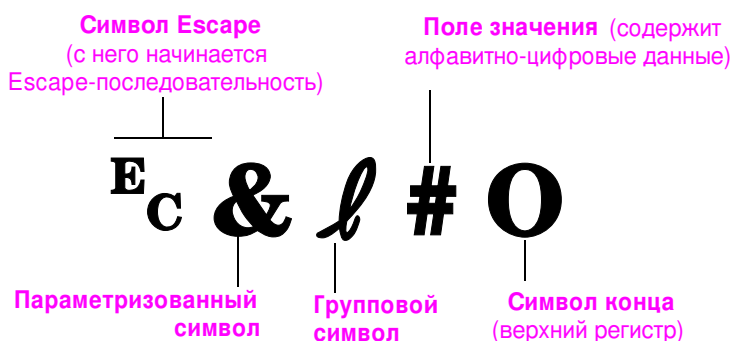 Символ Escape
(с него начинается
Escape-последовательность)
Поле значения (содержит
алфавитно-цифровые данные)
E C & ℓ # O
Параметризованный
символ
Групповой
символ
Символ конца
(верхний регистр)